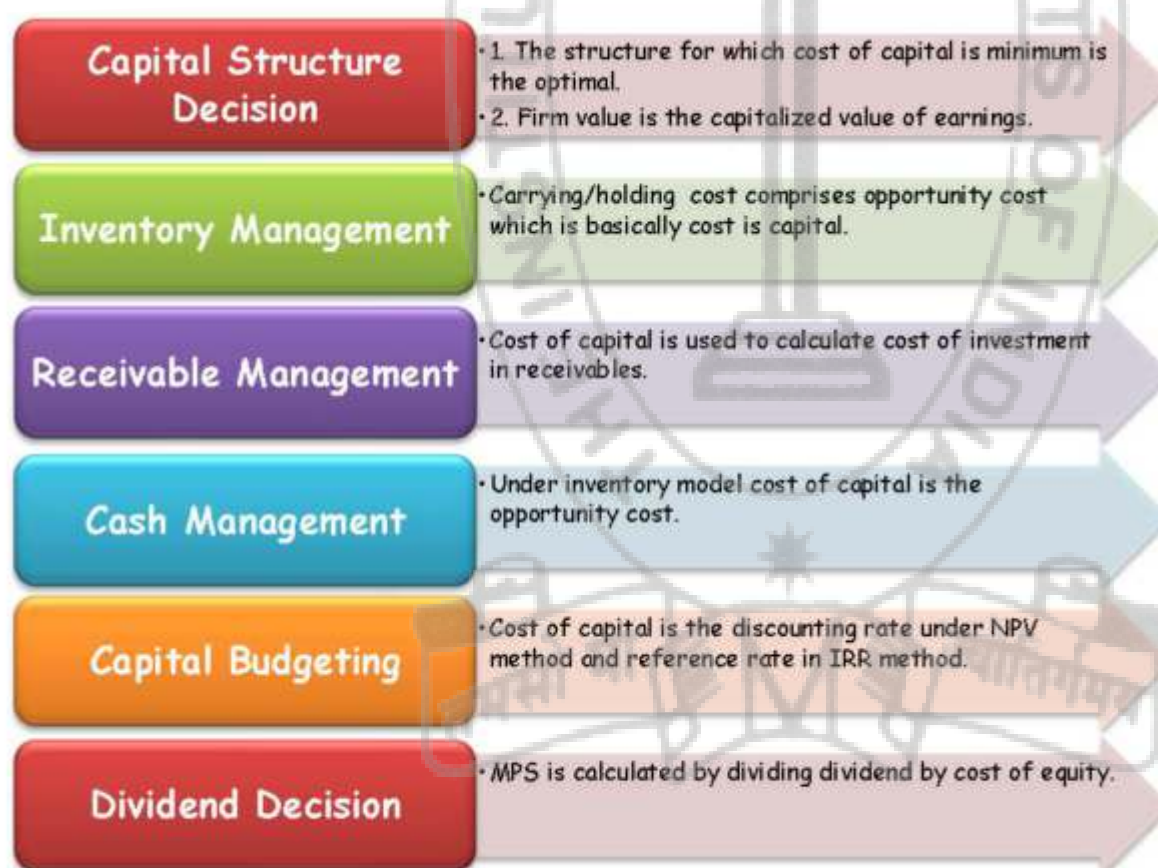 Capital Structure
Decision
• 1. The structure for which cost of capital is minimum is
the optimal.
• 2. Firm value is the capitalized value of earnings.
Inventory Management
• Carrying/holding cost comprises opportunity cost
which is basically cost is capital.
Receivable Management
• Cost of capital is used to calculate cost of investment
in receivables.
Cash Management
• Under inventory model cost of capital is the
opportunity cost.
Capital Budgeting
• Cost of capital is the discounting rate under NPV
method and reference rate in IRR method.
Dividend Decision
• MPS is calculated by dividing dividend by cost of equity.
TS OF INDIA